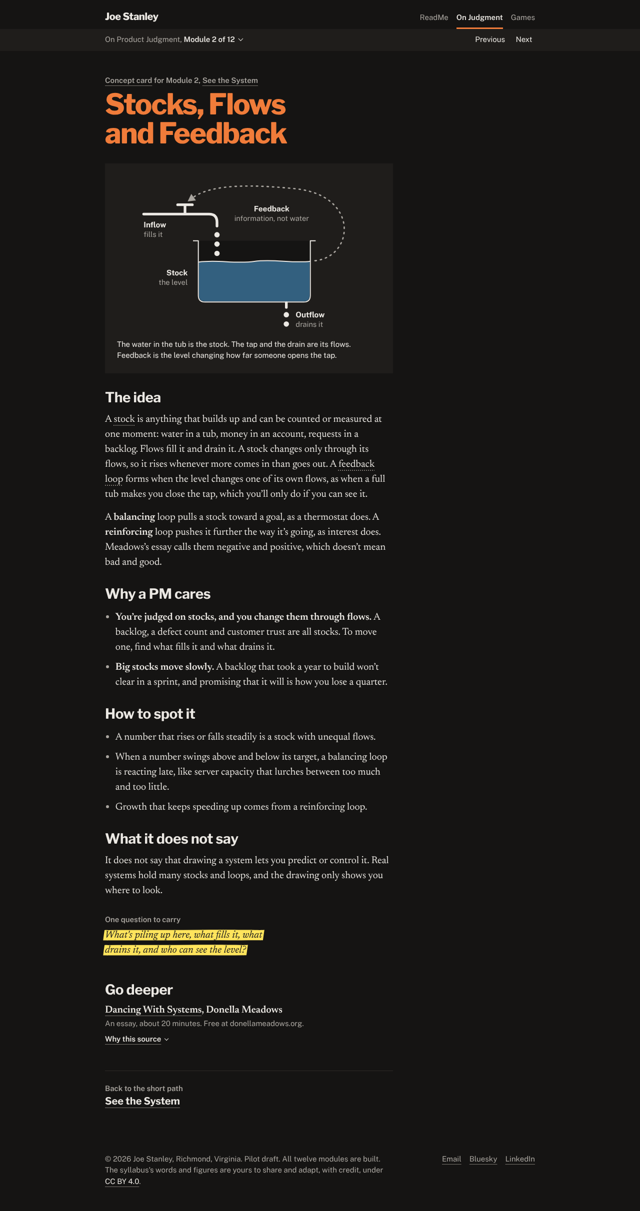 Joe Stanley
ReadMe On Judgment Games
On Product Judgment, Module 2 of 12
Previous Next
Concept card for Module 2, See the System
Stocks, Flows
and Feedback
Feedback
information, not water
Inflow
fills it
Stock
the level
Outflow
drains it
The water in the tub is the stock. The tap and the drain are its flows.
Feedback is the level changing how far someone opens the tap.
The idea
A stock is anything that builds up and can be counted or measured at
one moment: water in a tub, money in an account, requests in a
backlog. Flows fill it and drain it. A stock changes only through its
flows, so it rises whenever more comes in than goes out. A feedback
loop forms when the level changes one of its own flows, as when a full
tub makes you close the tap, which you’ll only do if you can see it.
A balancing loop pulls a stock toward a goal, as a thermostat does. A
reinforcing loop pushes it further the way it’s going, as interest does.
Meadows’s essay calls them negative and positive, which doesn’t mean
bad and good.
Why a PM cares
You’re judged on stocks, and you change them through flows. A
backlog, a defect count and customer trust are all stocks. To move
one, find what fills it and what drains it.
Big stocks move slowly. A backlog that took a year to build won’t
clear in a sprint, and promising that it will is how you lose a quarter.
How to spot it
A number that rises or falls steadily is a stock with unequal flows.
When a number swings above and below its target, a balancing loop
is reacting late, like server capacity that lurches between too much
and too little.
Growth that keeps speeding up comes from a reinforcing loop.
What it does not say
It does not say that drawing a system lets you predict or control it. Real
systems hold many stocks and loops, and the drawing only shows you
where to look.
One question to carry
What’s piling up here, what fills it, what
drains it, and who can see the level?
Go deeper
Dancing With Systems, Donella Meadows
An essay, about 20 minutes. Free at donellameadows.org.
Why this source
Back to the short path
See the System
© 2026 Joe Stanley, Richmond, Virginia. Pilot draft. All twelve modules are built.
The syllabus’s words and figures are yours to share and adapt, with credit, under
CC BY 4.0.
Email Bluesky LinkedIn